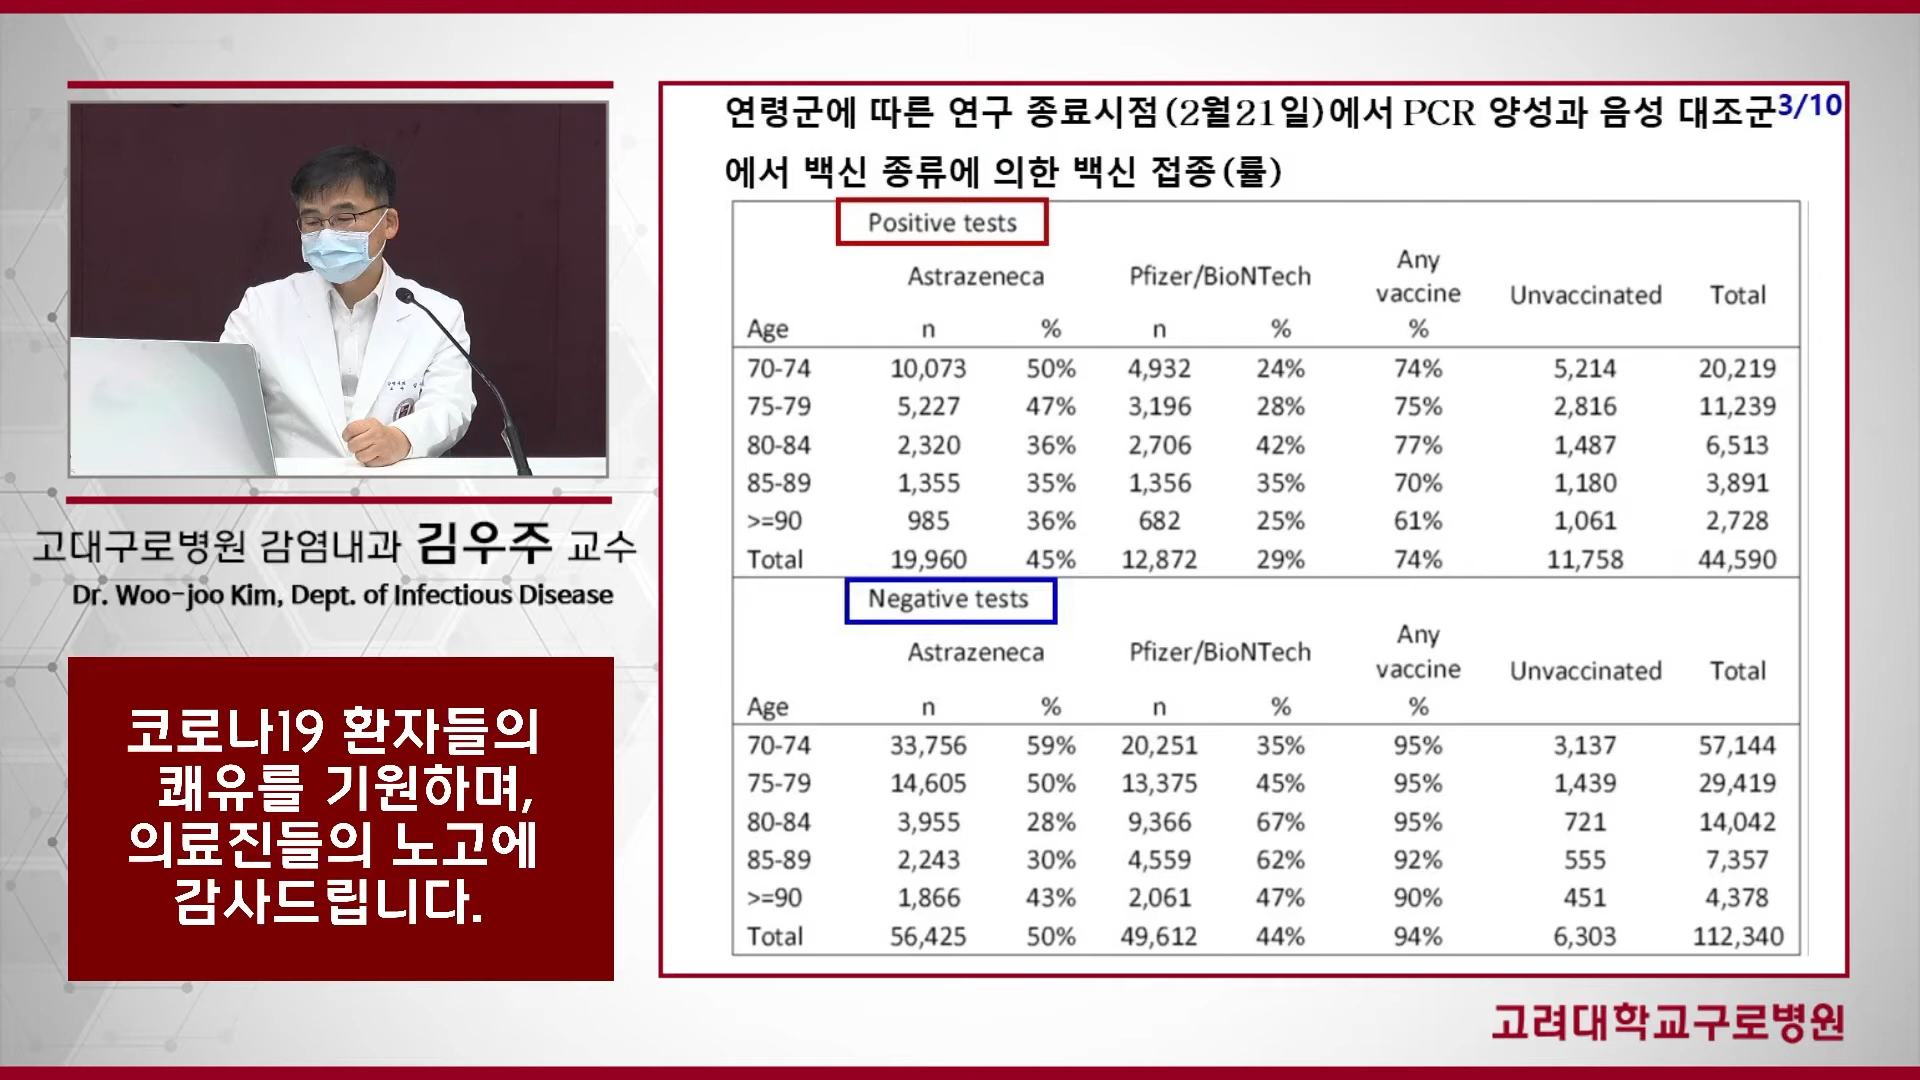 고대구로병원 감염내과 김우주 교수
Dr. Woo-joo Kim, Dept. of Infectious Disease
코로나19 환자들의
쾌유를 기원하며,
의료진들의 노고에
감사드립니다.
연령군에 따른 연구 종료시점(2월21일)에서 PCR 양성과 음성 대조군 3/10
에서 백신 종류에 의한 백신 접종(률)
Positive tests
Astrazeneca Pfizer/BioNTech Any vaccine Unvaccinated Total
Age n % n % %
70-74 10,073 50% 4,932 24% 74% 5,214 20,219
75-79 5,227 47% 3,196 28% 75% 2,816 11,239
80-84 2,320 36% 2,706 42% 77% 1,487 6,513
85-89 1,355 35% 1,356 35% 70% 1,180 3,891
>=90 985 36% 682 25% 61% 1,061 2,728
Total 19,960 45% 12,872 29% 74% 11,758 44,590
Negative tests
Astrazeneca Pfizer/BioNTech Any vaccine Unvaccinated Total
Age n % n % %
70-74 33,756 59% 20,251 35% 95% 3,137 57,144
75-79 14,605 50% 13,375 45% 95% 1,439 29,419
80-84 3,955 28% 9,366 67% 95% 721 14,042
85-89 2,243 30% 4,559 62% 92% 555 7,357
>=90 1,866 43% 2,061 47% 90% 451 4,378
Total 56,425 50% 49,612 44% 94% 6,303 112,340
고려대학교구로병원